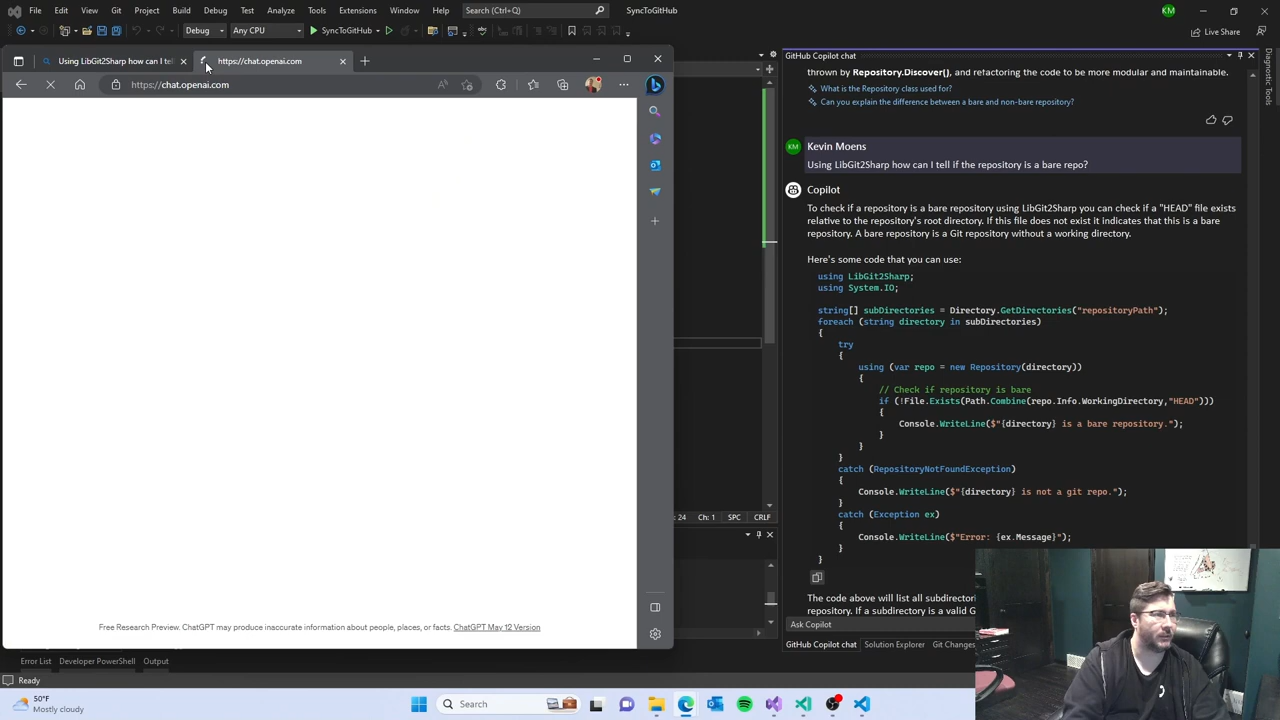 File Edit View Git Project Build Debug Test Analyze Tools Extensions Window Help Search (Ctrl+Q) SyncToGitHub KM
Debug Any CPU SyncToGitHub Live Share
Using LibGit2Sharp how can I tell https://chat.openai.com
https://chat.openai.com
Free Research Preview. ChatGPT may produce inaccurate information about people, places, or facts. ChatGPT May 12 Version
: 24 Ch: 1 SPC CRLF
GitHub Copilot chat
Diagnostic Tools
thrown by Repository.Discover(), and refactoring the code to be more modular and maintainable.
What is the Repository class used for?
Can you explain the difference between a bare and non-bare repository?
KM Kevin Moens
Using LibGit2Sharp how can I tell if the repository is a bare repo?
Copilot
To check if a repository is a bare repository using LibGit2Sharp you can check if a "HEAD" file exists
relative to the repository's root directory. If this file does not exist it indicates that this is a bare
repository. A bare repository is a Git repository without a working directory.
Here's some code that you can use:
using LibGit2Sharp;
using System.IO;
string[] subDirectories = Directory.GetDirectories("repositoryPath");
foreach (string directory in subDirectories)
{
try
{
using (var repo = new Repository(directory))
{
// Check if repository is bare
if (!File.Exists(Path.Combine(repo.Info.WorkingDirectory,"HEAD")))
{
Console.WriteLine($"{directory} is a bare repository.");
}
}
}
catch (RepositoryNotFoundException)
{
Console.WriteLine($"{directory} is not a git repo.");
}
catch (Exception ex)
{
Console.WriteLine($"Error: {ex.Message}");
}
}
The code above will list all subdirectori
repository. If a subdirectory is a valid G
Ask Copilot
GitHub Copilot chat Solution Explorer Git Changes
Error List Developer PowerShell Output
Ready
50°F
Mostly cloudy
Search